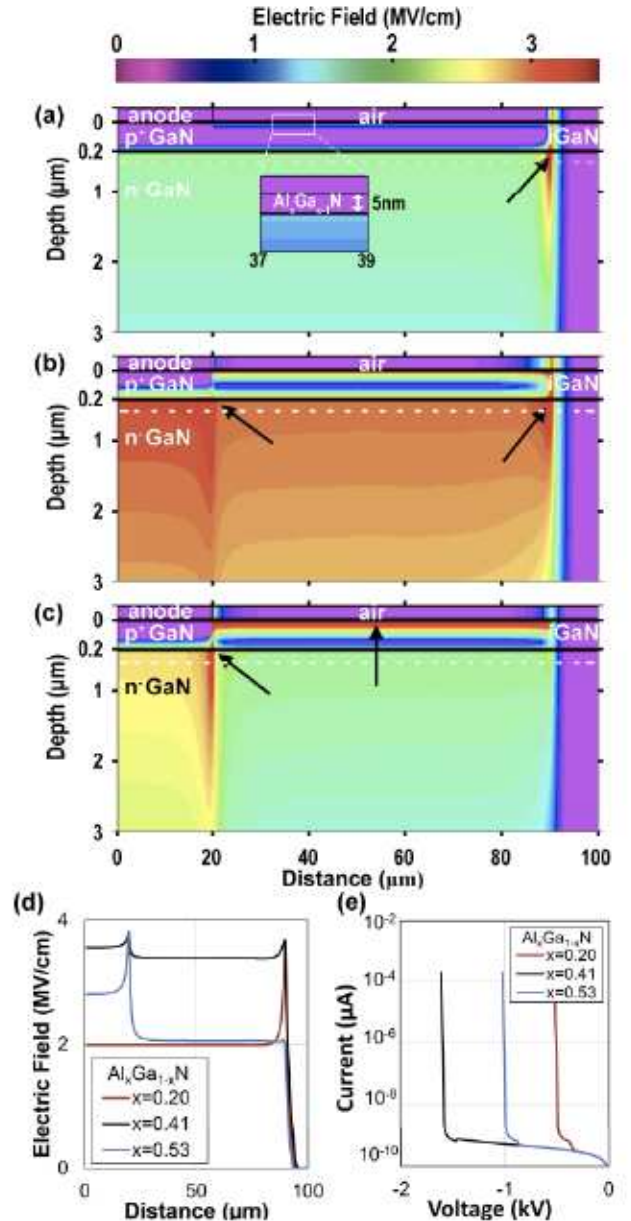 Electric Field (MV/cm)
0 1 2 3
(a)
anode air
0
p⁺ GaN iGaN
0.2
n⁻GaN
1
AlₓGaₓ₋₁N 5nm
2
37 39
3
Depth (µm)
(b)
anode air
0
p⁺GaN iGaN
0.2
n⁻GaN
1
2
3
Depth (µm)
(c)
anode air
0
p⁺GaN iGaN
0.2
n⁻GaN
1
2
3
Depth (µm)
0 20 40 60 80 100
Distance (µm)
(d)
4
2
0
Electric Field (MV/cm)
AlₓGa₁₋ₓN
x=0.20
x=0.41
x=0.53
0 50 100
Distance (µm)
(e)
10⁻²
10⁻⁴
10⁻⁶
10⁻⁸
10⁻¹⁰
Current (µA)
AlₓGa₁₋ₓN
x=0.20
x=0.41
x=0.53
-2 -1 0
Voltage (kV)